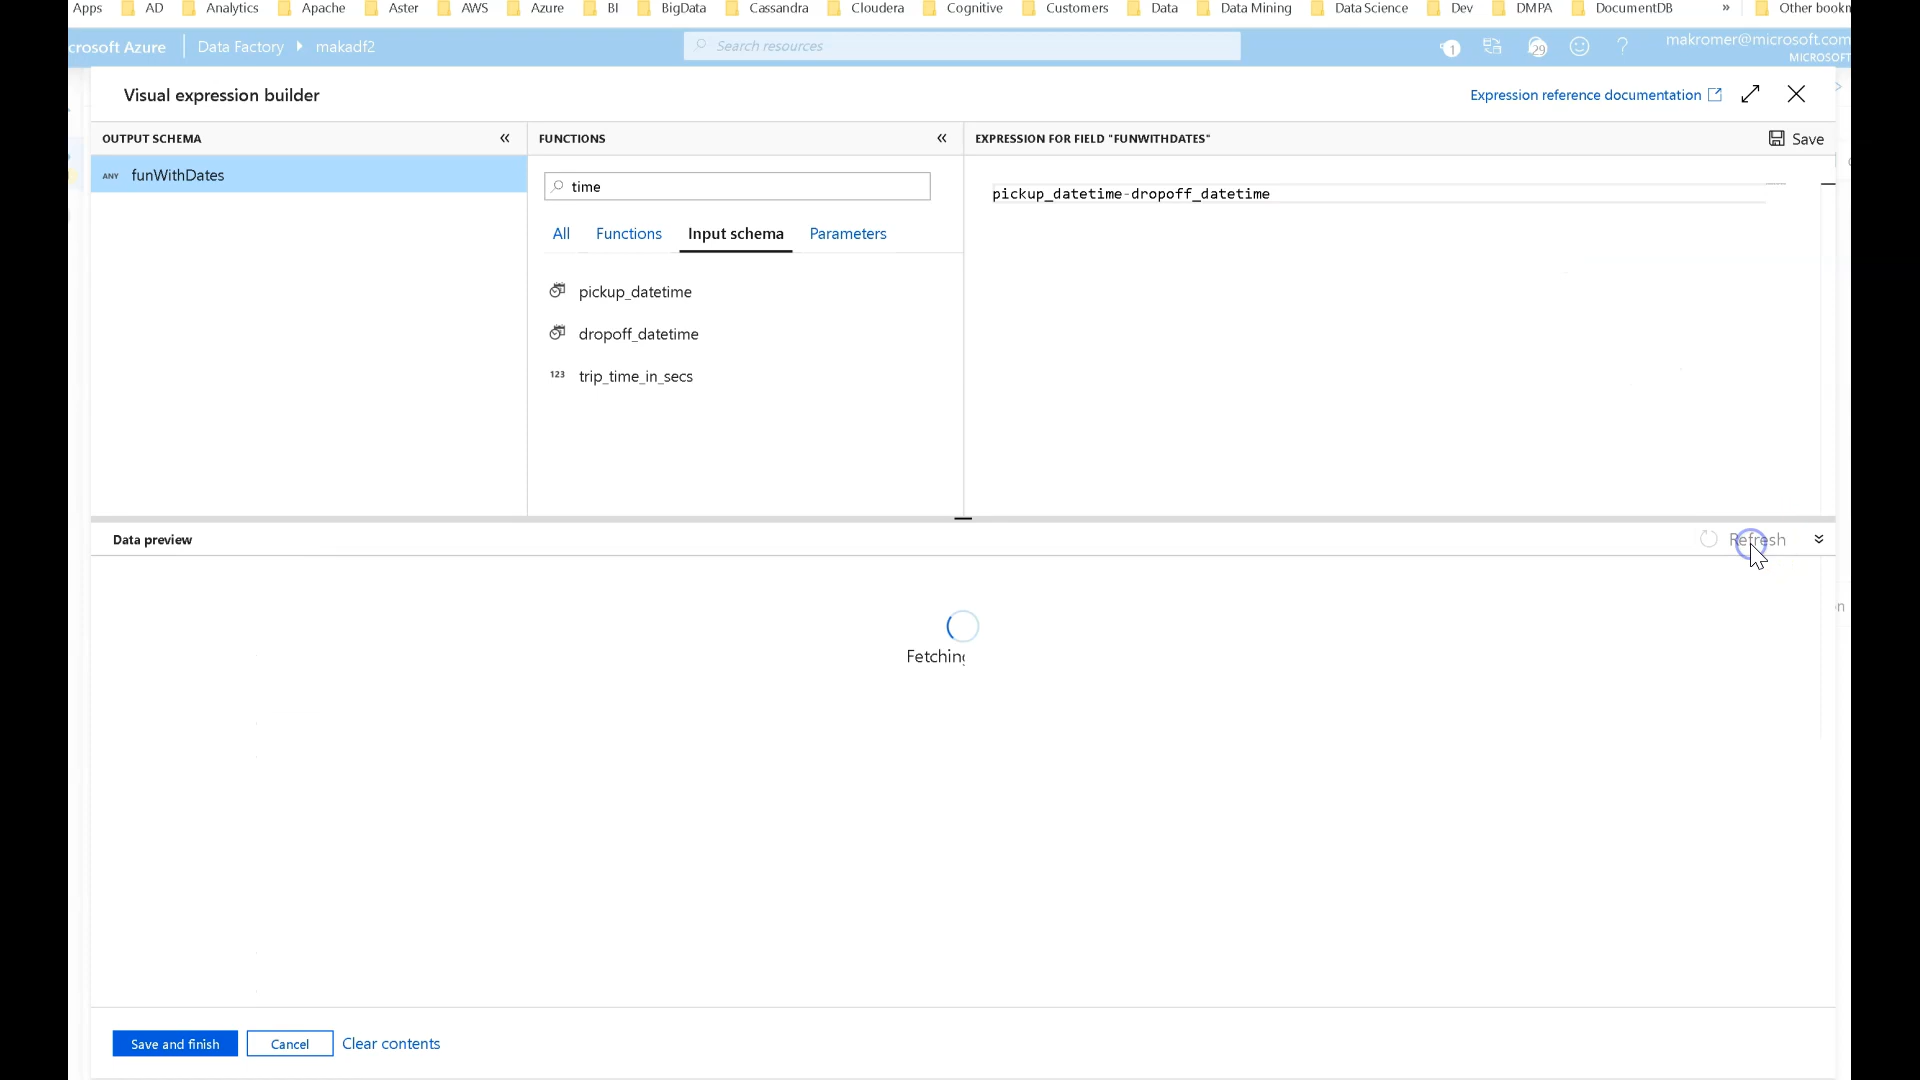 Apps AD Analytics Apache Aster AWS Azure BI BigData Cassandra Cloudera Cognitive Customers Data Data Mining Data Science Dev DMPA DocumentDB » Other bookn
crosoft Azure Data Factory makadf2 Search resources 1 29 ? makromer@microsoft.com
MICROSOFT
Visual expression builder Expression reference documentation
OUTPUT SCHEMA « FUNCTIONS « EXPRESSION FOR FIELD "FUNWITHDATES" Save
ANY funWithDates
time
pickup_datetime-dropoff_datetime
All Functions Input schema Parameters
pickup_datetime
dropoff_datetime
123 trip_time_in_secs
Data preview Refresh
Fetching
Save and finish Cancel Clear contents